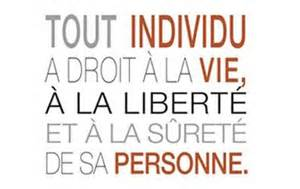 TOUT INDIVIDU
A DROIT À LA VIE,
À LA LIBERTÉ
ET À LA SÛRETÉ
DE SA PERSONNE.